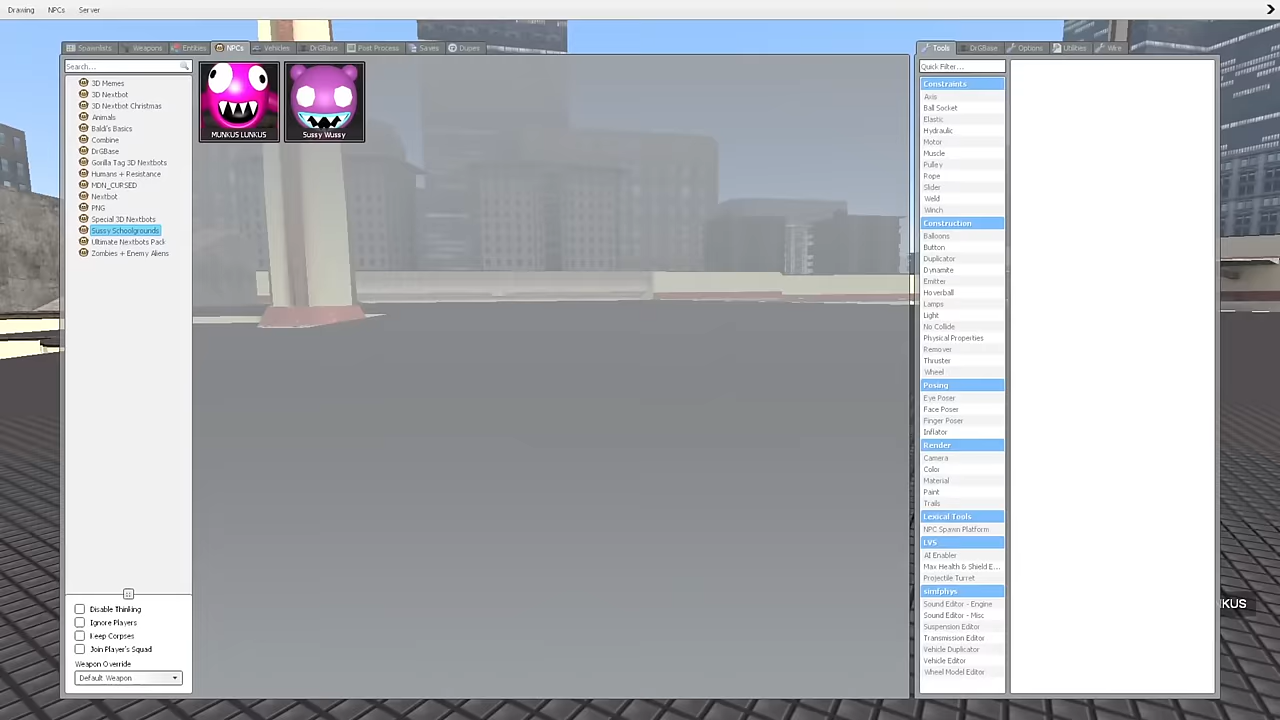 Drawing NPCs Server
Spawnlists Weapons Entities NPCs Vehicles DrGBase Post Process Saves Dupes
Search...
3D Memes
3D Nextbot
3D Nextbot Christmas
Animals
Baldi's Basics
Combine
DrGBase
Gorilla Tag 3D Nextbots
Humans + Resistance
MDN_CURSED
Nextbot
PNG
Special 3D Nextbots
Sussy Schoolgrounds
Ultimate Nextbots Pack
Zombies + Enemy Aliens
MUNKUS LUNKUS
Sussy Wussy
Disable Thinking
Ignore Players
Keep Corpses
Join Player's Squad
Weapon Override
Default Weapon
Tools DrGBase Options Utilities Wire
Quick Filter...
Constraints
Axis
Ball Socket
Elastic
Hydraulic
Motor
Muscle
Pulley
Rope
Slider
Weld
Winch
Construction
Balloons
Button
Duplicator
Dynamite
Emitter
Hoverball
Lamps
Light
No Collide
Physical Properties
Remover
Thruster
Wheel
Posing
Eye Poser
Face Poser
Finger Poser
Inflator
Render
Camera
Color
Material
Paint
Trails
Lexical Tools
NPC Spawn Platform
LVS
AI Enabler
Max Health & Shield E...
Projectile Turret
simfphys
Sound Editor - Engine
Sound Editor - Misc
Suspension Editor
Transmission Editor
Vehicle Duplicator
Vehicle Editor
Wheel Model Editor
KUS